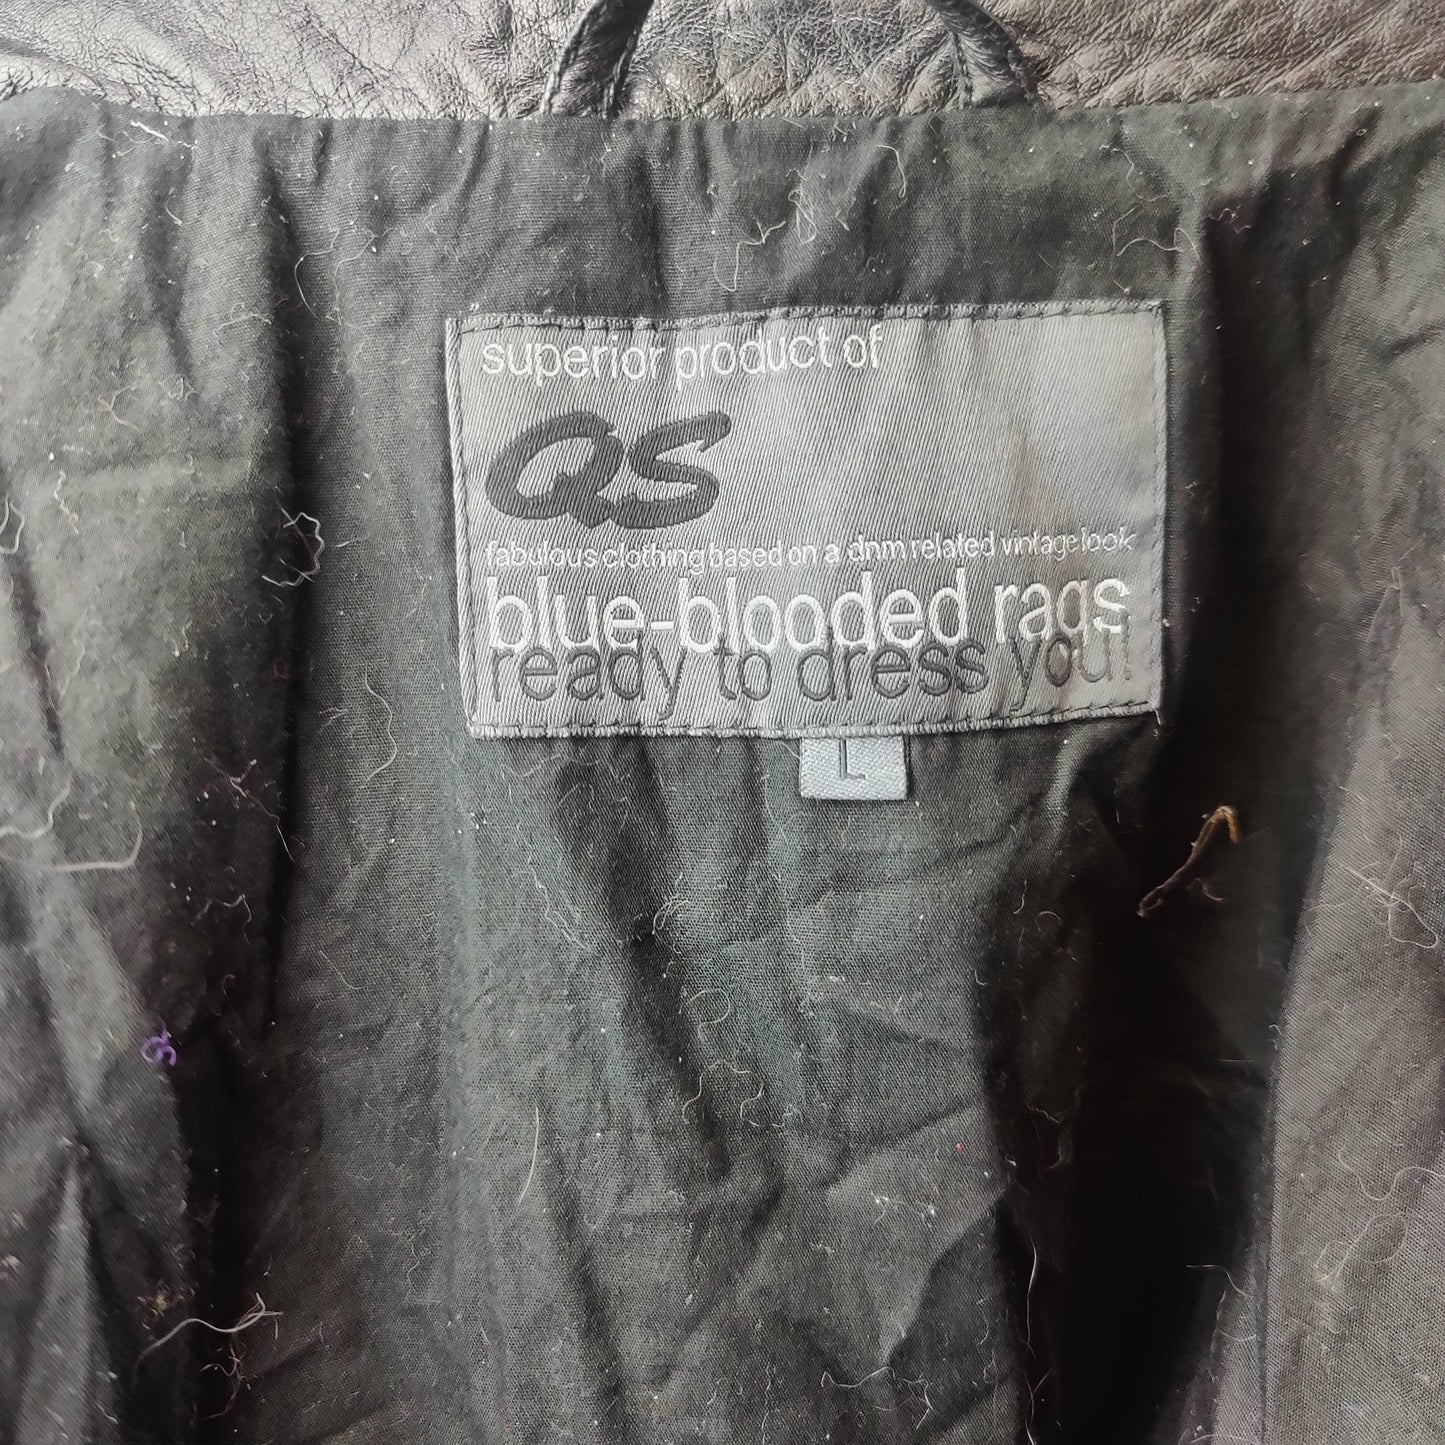 superior product of
QS
fabulous clothing based on a dnm related vintage look
blue-blooded rags
ready to dress you!
L